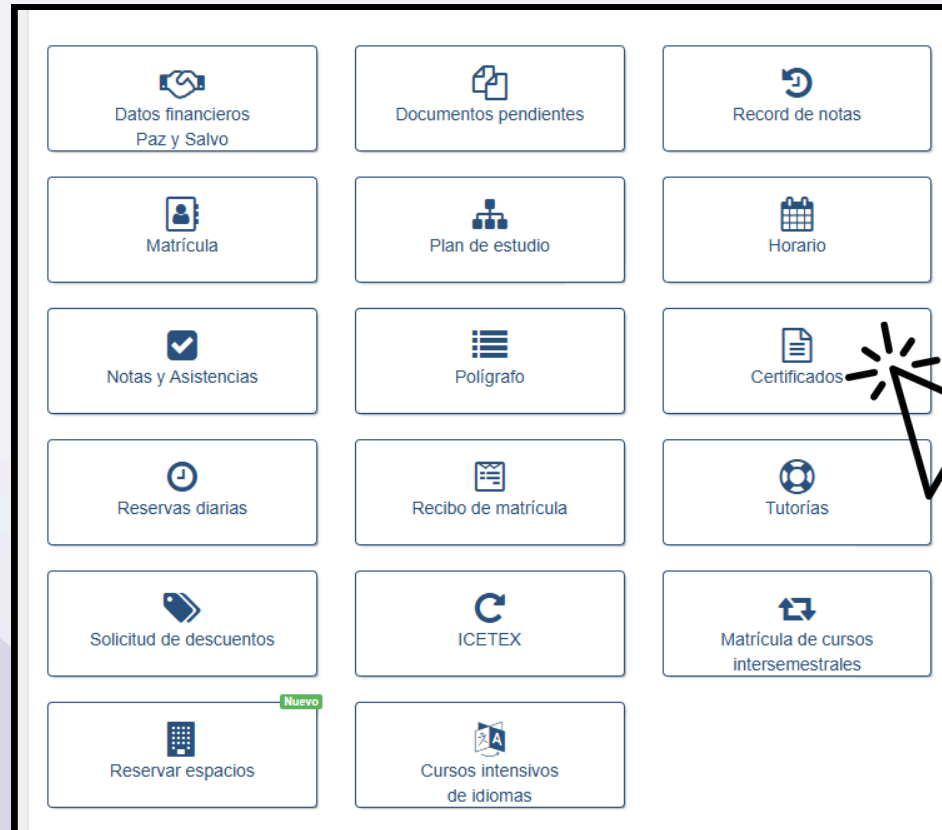 Datos financieros
Paz y Salvo
Documentos pendientes
Record de notas
Matrícula
Plan de estudio
Horario
Notas y Asistencias
Polígrafo
Certificados
Reservas diarias
Recibo de matrícula
Tutorías
Solicitud de descuentos
ICETEX
Matrícula de cursos
intersemestrales
Nuevo
Reservar espacios
A
Cursos intensivos
de idiomas